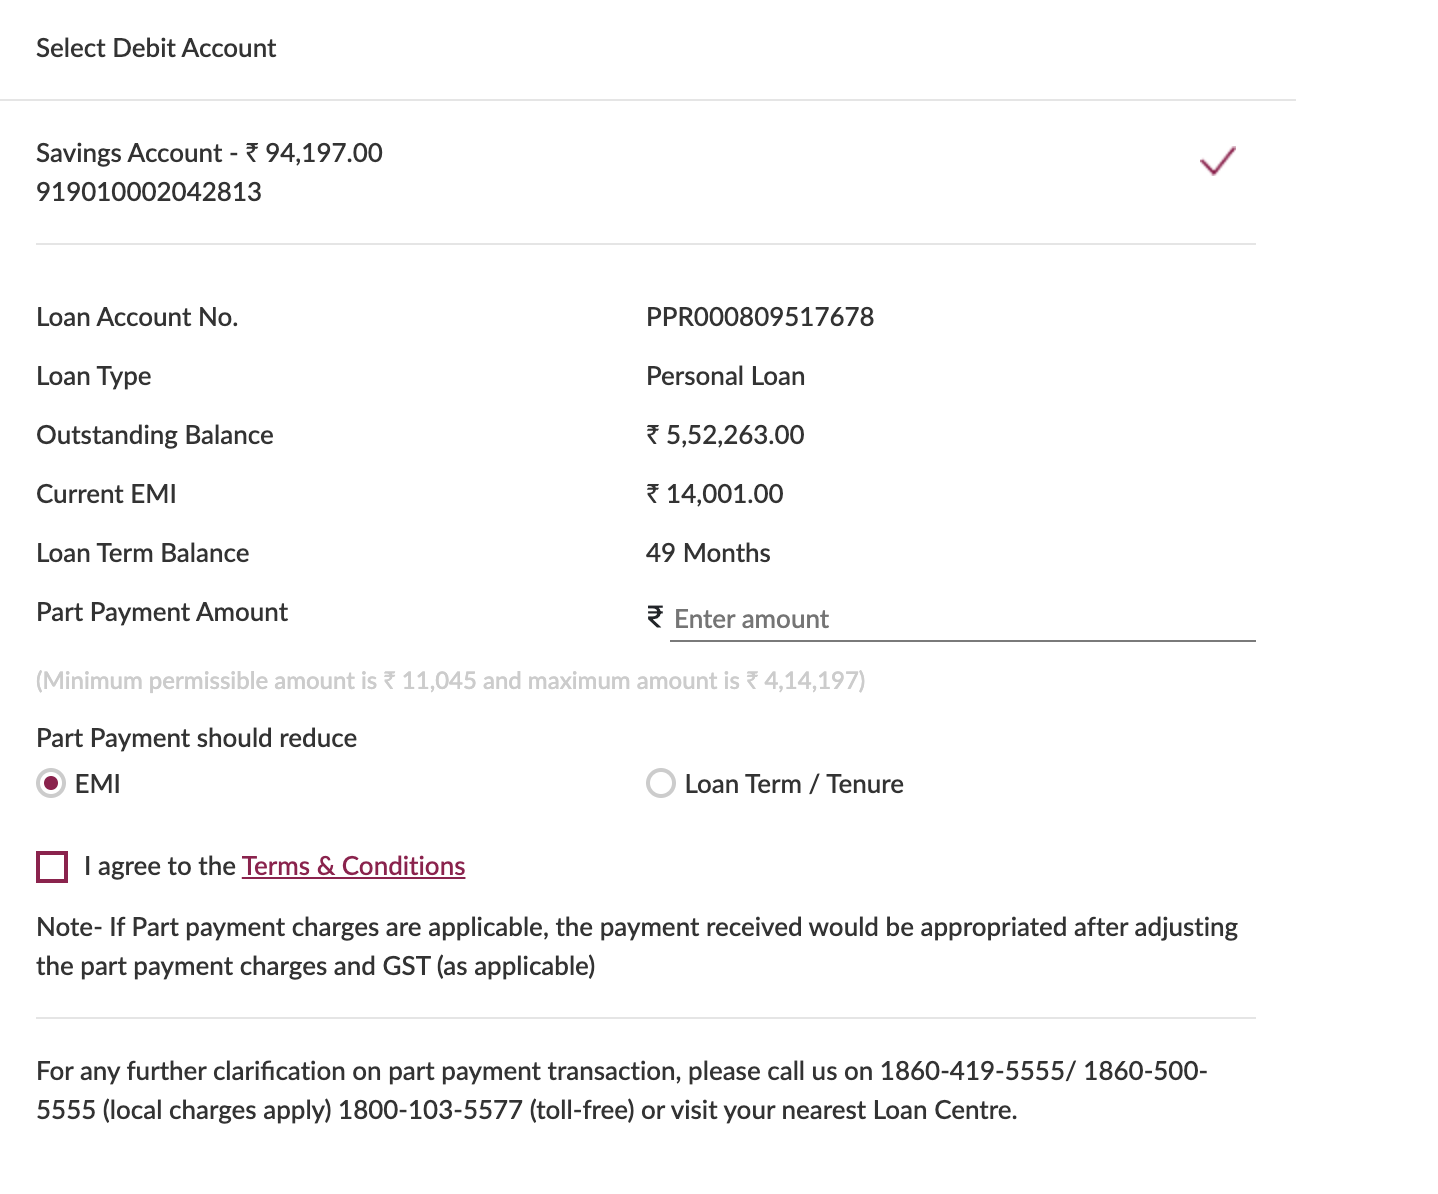 Select Debit Account
Savings Account - ₹ 94,197.00
919010002042813
Loan Account No. PPR000809517678
Loan Type Personal Loan
Outstanding Balance ₹ 5,52,263.00
Current EMI ₹ 14,001.00
Loan Term Balance 49 Months
Part Payment Amount ₹ Enter amount
(Minimum permissible amount is ₹ 11,045 and maximum amount is ₹ 4,14,197)
Part Payment should reduce
EMI Loan Term / Tenure
I agree to the Terms & Conditions
Note- If Part payment charges are applicable, the payment received would be appropriated after adjusting
the part payment charges and GST (as applicable)
For any further clarification on part payment transaction, please call us on 1860-419-5555/ 1860-500-
5555 (local charges apply) 1800-103-5577 (toll-free) or visit your nearest Loan Centre.